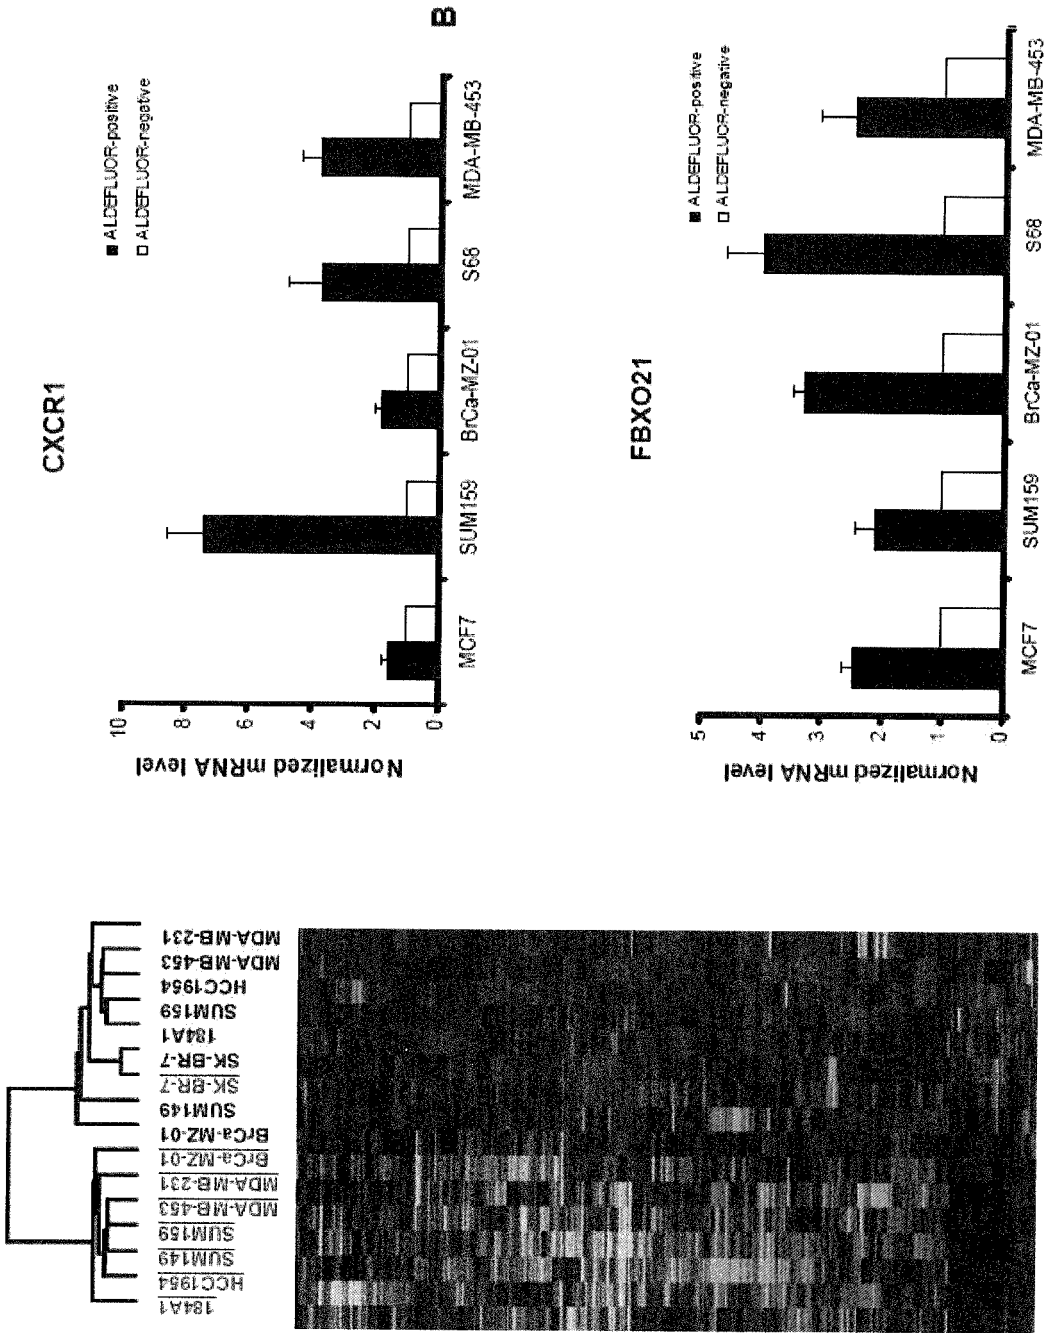 B
CXCR1
■ ALDEFLUOR-positive
□ ALDEFLUOR-negative
Normalized mRNA level
10
8
6
4
2
0
MCF7
SUM159
BrCa-MZ-01
S68
MDA-MB-453
FBXO21
■ ALDEFLUOR-positive
□ ALDEFLUOR-negative
Normalized mRNA level
5
4
3
2
1
0
MCF7
SUM159
BrCa-MZ-01
S68
MDA-MB-453
MDA-MB-231
MDA-MB-453
HCC1954
SUM159
184A1
SK-BR-7
SK-BR-7
SUM149
BrCa-MZ-01
BrCa-MZ-01
MDA-MB-231
MDA-MB-453
SUM159
SUM149
HCC1954
184A1